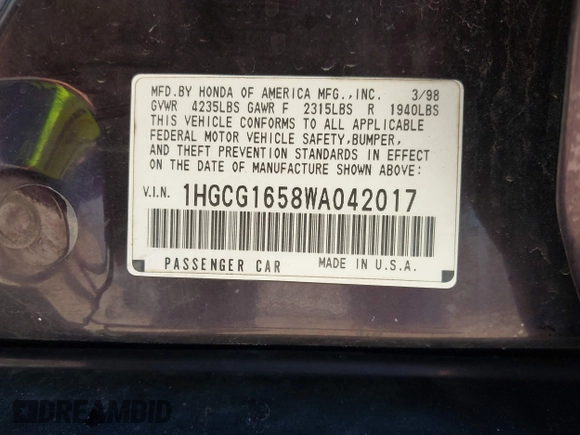 MFD.BY HONDA OF AMERICA MFG.,INC. 3/98
GVWR 4235LBS GAWR F 2315LBS R 1940LBS
THIS VEHICLE CONFORMS TO ALL APPLICABLE
FEDERAL MOTOR VEHICLE SAFETY,BUMPER,
AND THEFT PREVENTION STANDARDS IN EFFECT
ON THE DATE OF MANUFACTURE SHOWN ABOVE:
V.I.N. 1HGCG1658WA042017
PASSENGER CAR MADE IN U.S.A.
DREAMBID